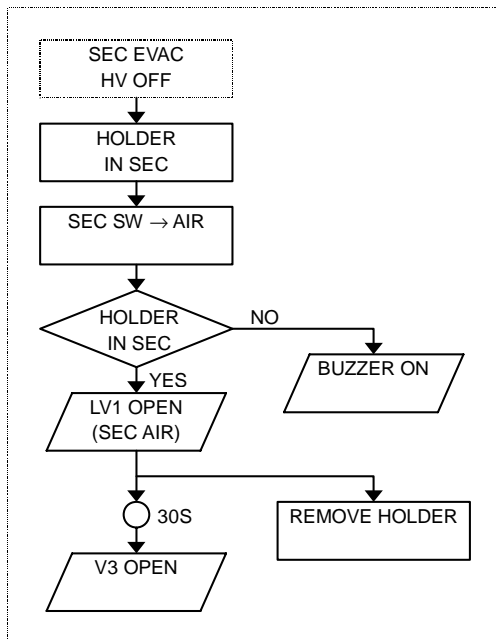 SEC EVAC
HV OFF
HOLDER
IN SEC
SEC SW → AIR
HOLDER
IN SEC
NO
BUZZER ON
YES
LV1 OPEN
(SEC AIR)
30S
REMOVE HOLDER
V3 OPEN